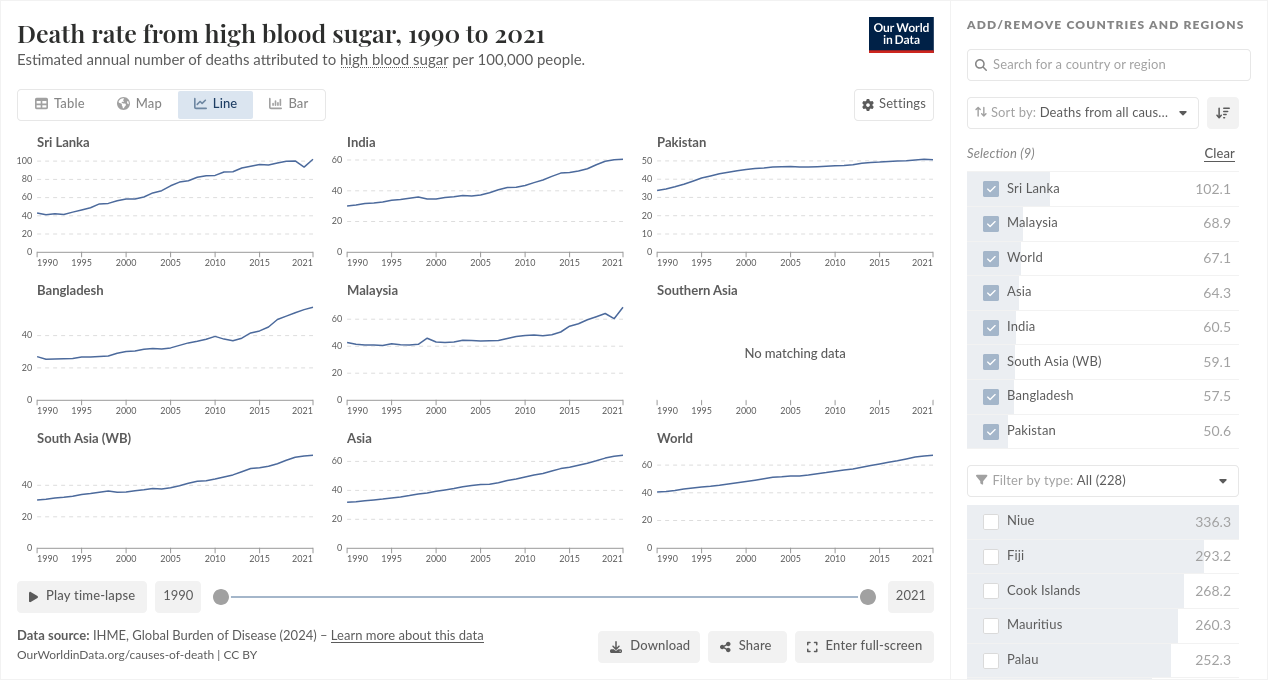 Death rate from high blood sugar, 1990 to 2021
Estimated annual number of deaths attributed to high blood sugar per 100,000 people.
Our World
in Data
Table
Map
Line
Bar
Settings
Sri Lanka
100
80
60
40
20
0
1990 1995 2000 2005 2010 2015 2021
India
60
40
20
0
1990 1995 2000 2005 2010 2015 2021
Pakistan
50
40
30
20
10
0
1990 1995 2000 2005 2010 2015 2021
Bangladesh
40
20
0
1990 1995 2000 2005 2010 2015 2021
Malaysia
60
40
20
0
1990 1995 2000 2005 2010 2015 2021
Southern Asia
No matching data
1990 1995 2000 2005 2010 2015 2021
South Asia (WB)
40
20
0
1990 1995 2000 2005 2010 2015 2021
Asia
60
40
20
0
1990 1995 2000 2005 2010 2015 2021
World
60
40
20
0
1990 1995 2000 2005 2010 2015 2021
Play time-lapse
1990
2021
Data source: IHME, Global Burden of Disease (2024) – Learn more about this data
OurWorldinData.org/causes-of-death | CC BY
Download
Share
Enter full-screen
ADD/REMOVE COUNTRIES AND REGIONS
Search for a country or region
Sort by: Deaths from all caus...
Selection (9)
Clear
Sri Lanka 102.1
Malaysia 68.9
World 67.1
Asia 64.3
India 60.5
South Asia (WB) 59.1
Bangladesh 57.5
Pakistan 50.6
Filter by type: All (228)
Niue 336.3
Fiji 293.2
Cook Islands 268.2
Mauritius 260.3
Palau 252.3